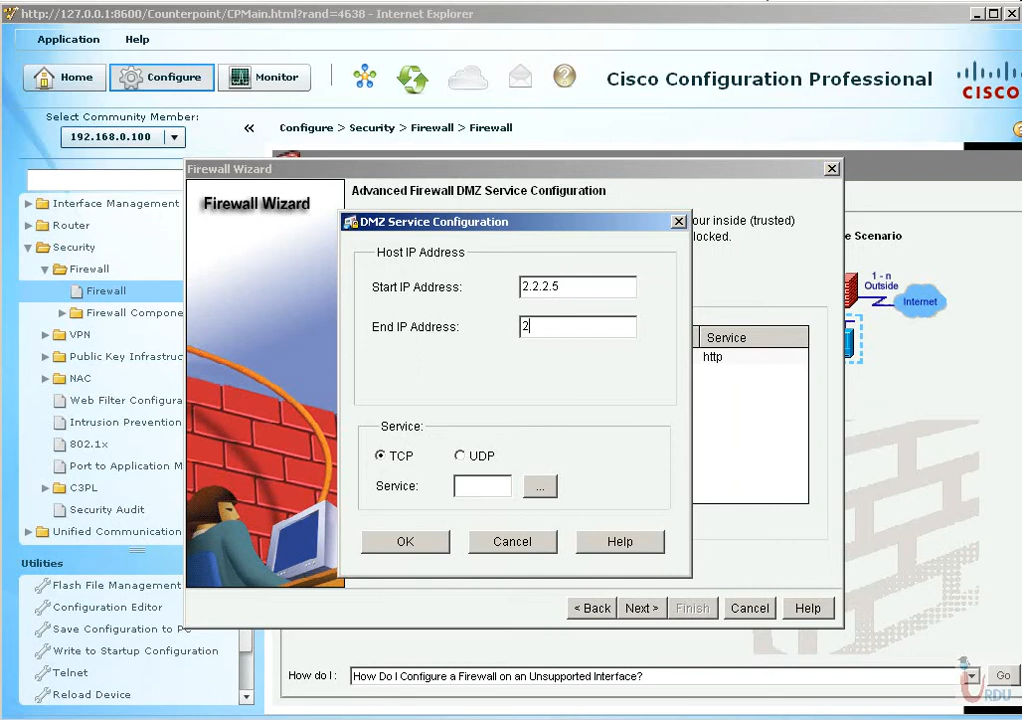 http://127.0.0.1:8600/Counterpoint/CPMain.html?rand=4638 - Internet Explorer
Application Help
Home Configure Monitor
Cisco Configuration Professional
CISCO
Select Community Member:
192.168.0.100
Configure > Security > Firewall > Firewall
Interface Management
Router
Security
Firewall
Firewall
Firewall Compone
VPN
Public Key Infrastruc
NAC
Web Filter Configura
Intrusion Prevention
802.1x
Port to Application M
C3PL
Security Audit
Unified Communication
Utilities
Flash File Management
Configuration Editor
Save Configuration to PC
Write to Startup Configuration
Telnet
Reload Device
Firewall Wizard
Firewall Wizard
Advanced Firewall DMZ Service Configuration
our inside (trusted)
locked.
Service
http
DMZ Service Configuration
Host IP Address
Start IP Address: 2.2.2.5
End IP Address: 2
Service:
TCP UDP
Service: ...
OK Cancel Help
< Back Next > Finish Cancel Help
e Scenario
1 - n
Outside
Internet
How do I: How Do I Configure a Firewall on an Unsupported Interface? Go
URDU